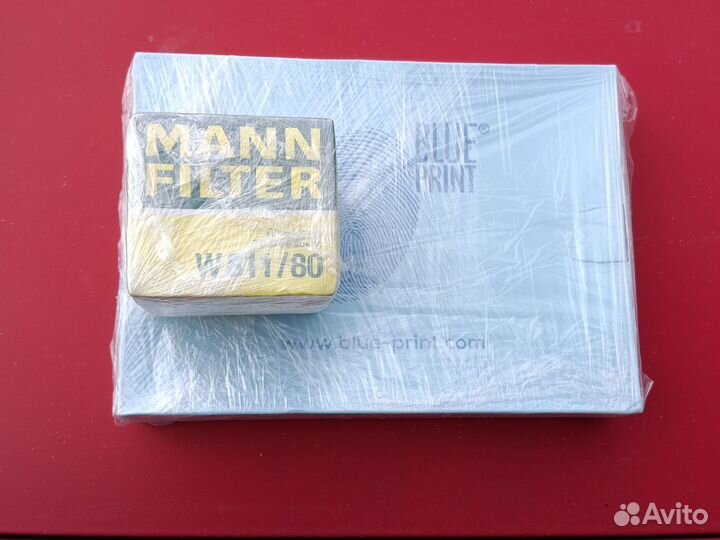 MANN
FILTER
W 811/80
BLUE®
PRINT
www.blue-print.com
Avito